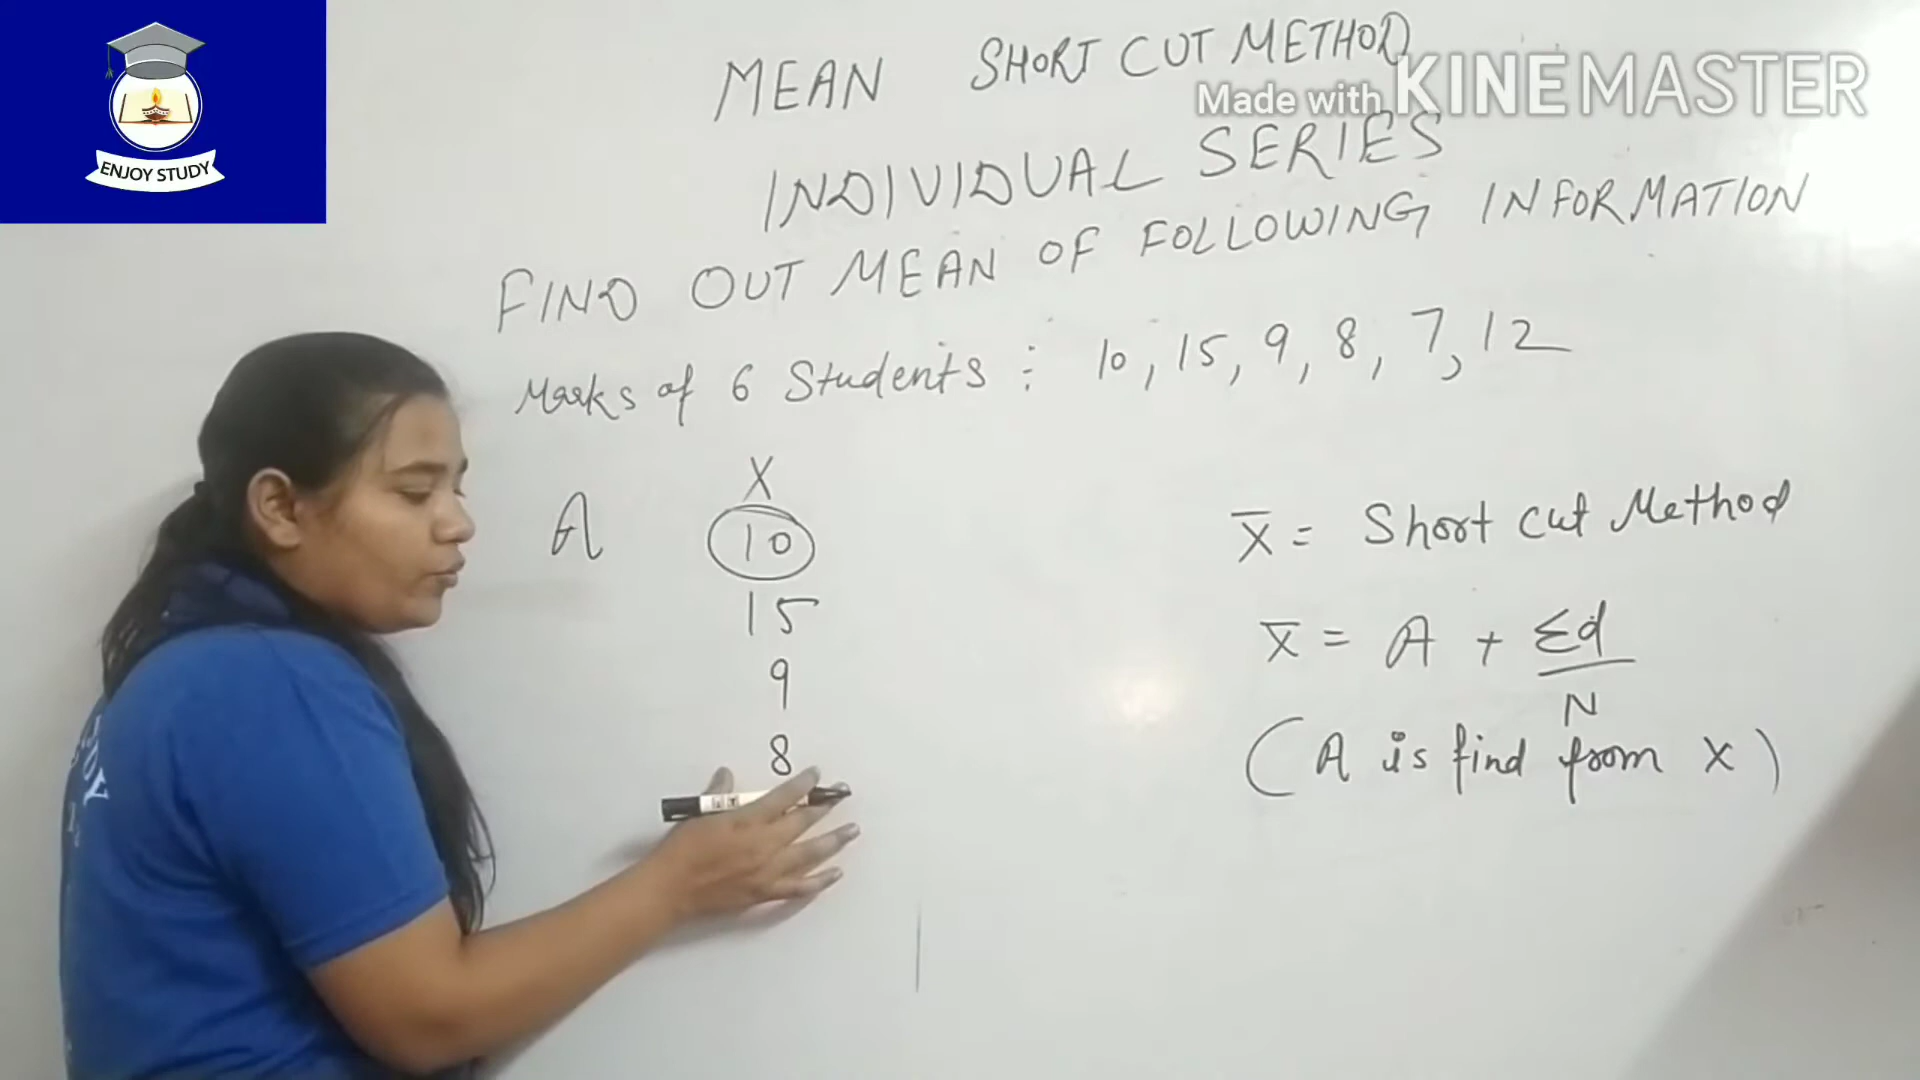 ENJOY STUDY
MEAN SHORT CUT METHOD
Made with KINEMASTER
INDIVIDUAL SERIES
FIND OUT MEAN OF FOLLOWING INFORMATION
Marks of 6 Students : 10, 15, 9, 8, 7, 12
X
A 10
15
9
8
X̄ = Short cut Method
X̄ = A + Σd
N
(A is find from X)